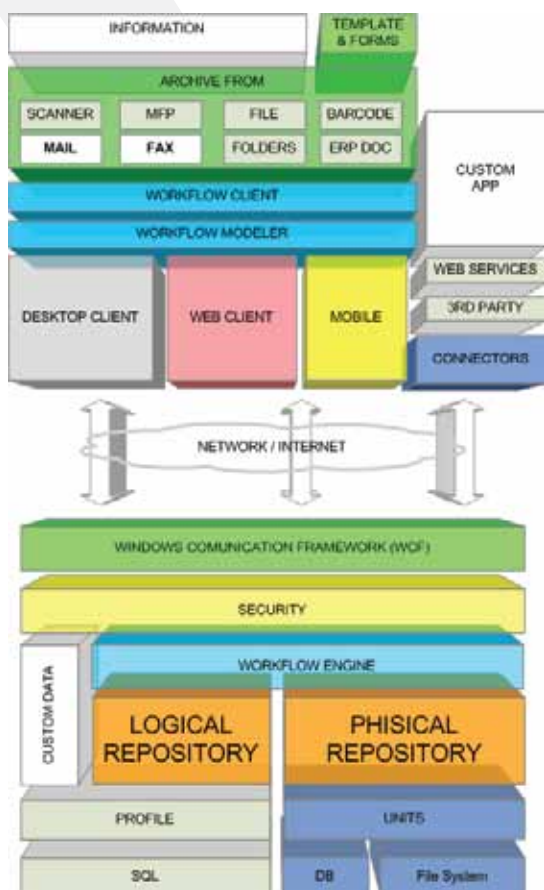 INFORMATION
TEMPLATE
& FORMS
ARCHIVE FROM
SCANNER MFP FILE BARCODE
MAIL FAX FOLDERS ERP DOC
CUSTOM
APP
WORKFLOW CLIENT
WORKFLOW MODELER
WEB SERVICES
DESKTOP CLIENT WEB CLIENT MOBILE
3RD PARTY
CONNECTORS
NETWORK / INTERNET
WINDOWS COMUNICATION FRAMEWORK (WCF)
SECURITY
WORKFLOW ENGINE
CUSTOM DATA
LOGICAL
REPOSITORY
PHISICAL
REPOSITORY
PROFILE UNITS
SQL DB File System